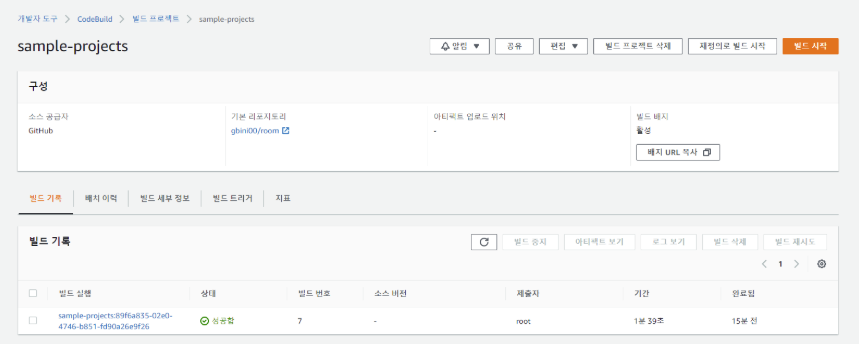 개발자 도구 > CodeBuild > 빌드 프로젝트 > sample-projects
sample-projects
알림 ▼ 공유 편집 ▼ 빌드 프로젝트 삭제 재정의로 빌드 시작 빌드 시작
구성
소스 공급자 기본 리포지토리 아티팩트 업로드 위치 빌드 배지
GitHub gbini00/room - 활성
배지 URL 복사
빌드 기록 배치 이력 빌드 세부 정보 빌드 트리거 지표
빌드 기록 빌드 중지 아티팩트 보기 로그 보기 빌드 삭제 빌드 재시도
< 1 >
빌드 실행 상태 빌드 번호 소스 버전 제출자 기간 완료됨
sample-projects:89f6a835-02e0-
4746-b851-fd90a26e9f26 성공함 7 - root 1분 39초 15분 전